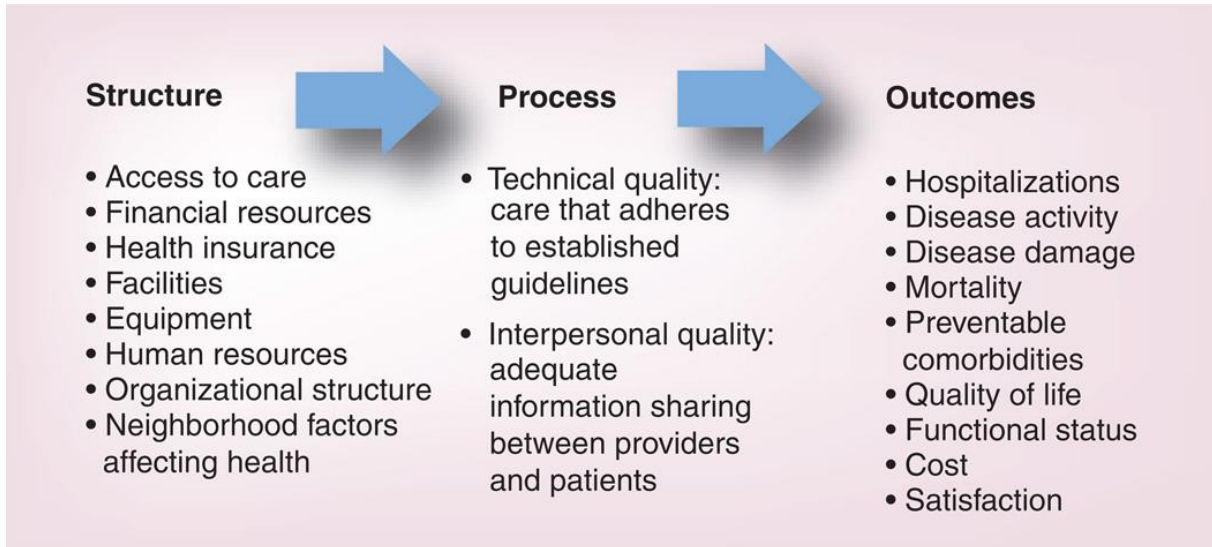 Structure
Process
Outcomes
• Access to care
• Financial resources
• Health insurance
• Facilities
• Equipment
• Human resources
• Organizational structure
• Neighborhood factors
affecting health
• Technical quality:
care that adheres
to established
guidelines
• Interpersonal quality:
adequate
information sharing
between providers
and patients
• Hospitalizations
• Disease activity
• Disease damage
• Mortality
• Preventable
comorbidities
• Quality of life
• Functional status
• Cost
• Satisfaction